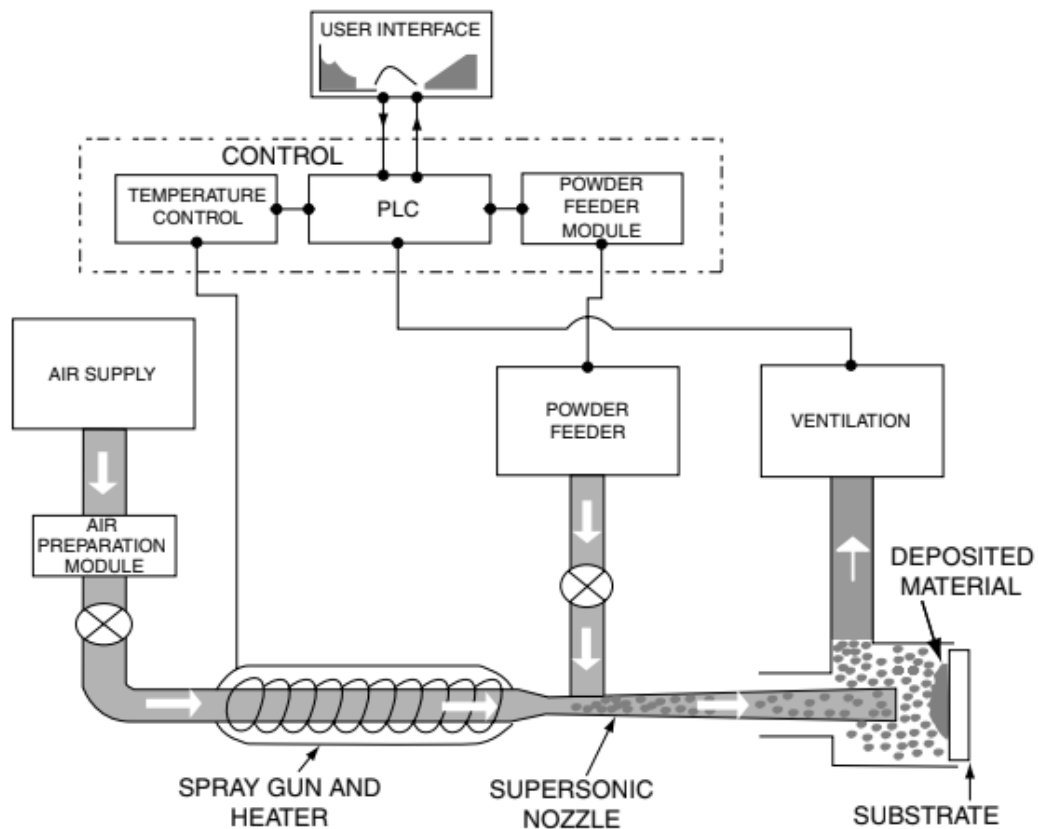 USER INTERFACE
CONTROL
TEMPERATURE
CONTROL
PLC
POWDER
FEEDER
MODULE
AIR SUPPLY
POWDER
FEEDER
VENTILATION
AIR
PREPARATION
MODULE
DEPOSITED
MATERIAL
SPRAY GUN AND
HEATER
SUPERSONIC
NOZZLE
SUBSTRATE